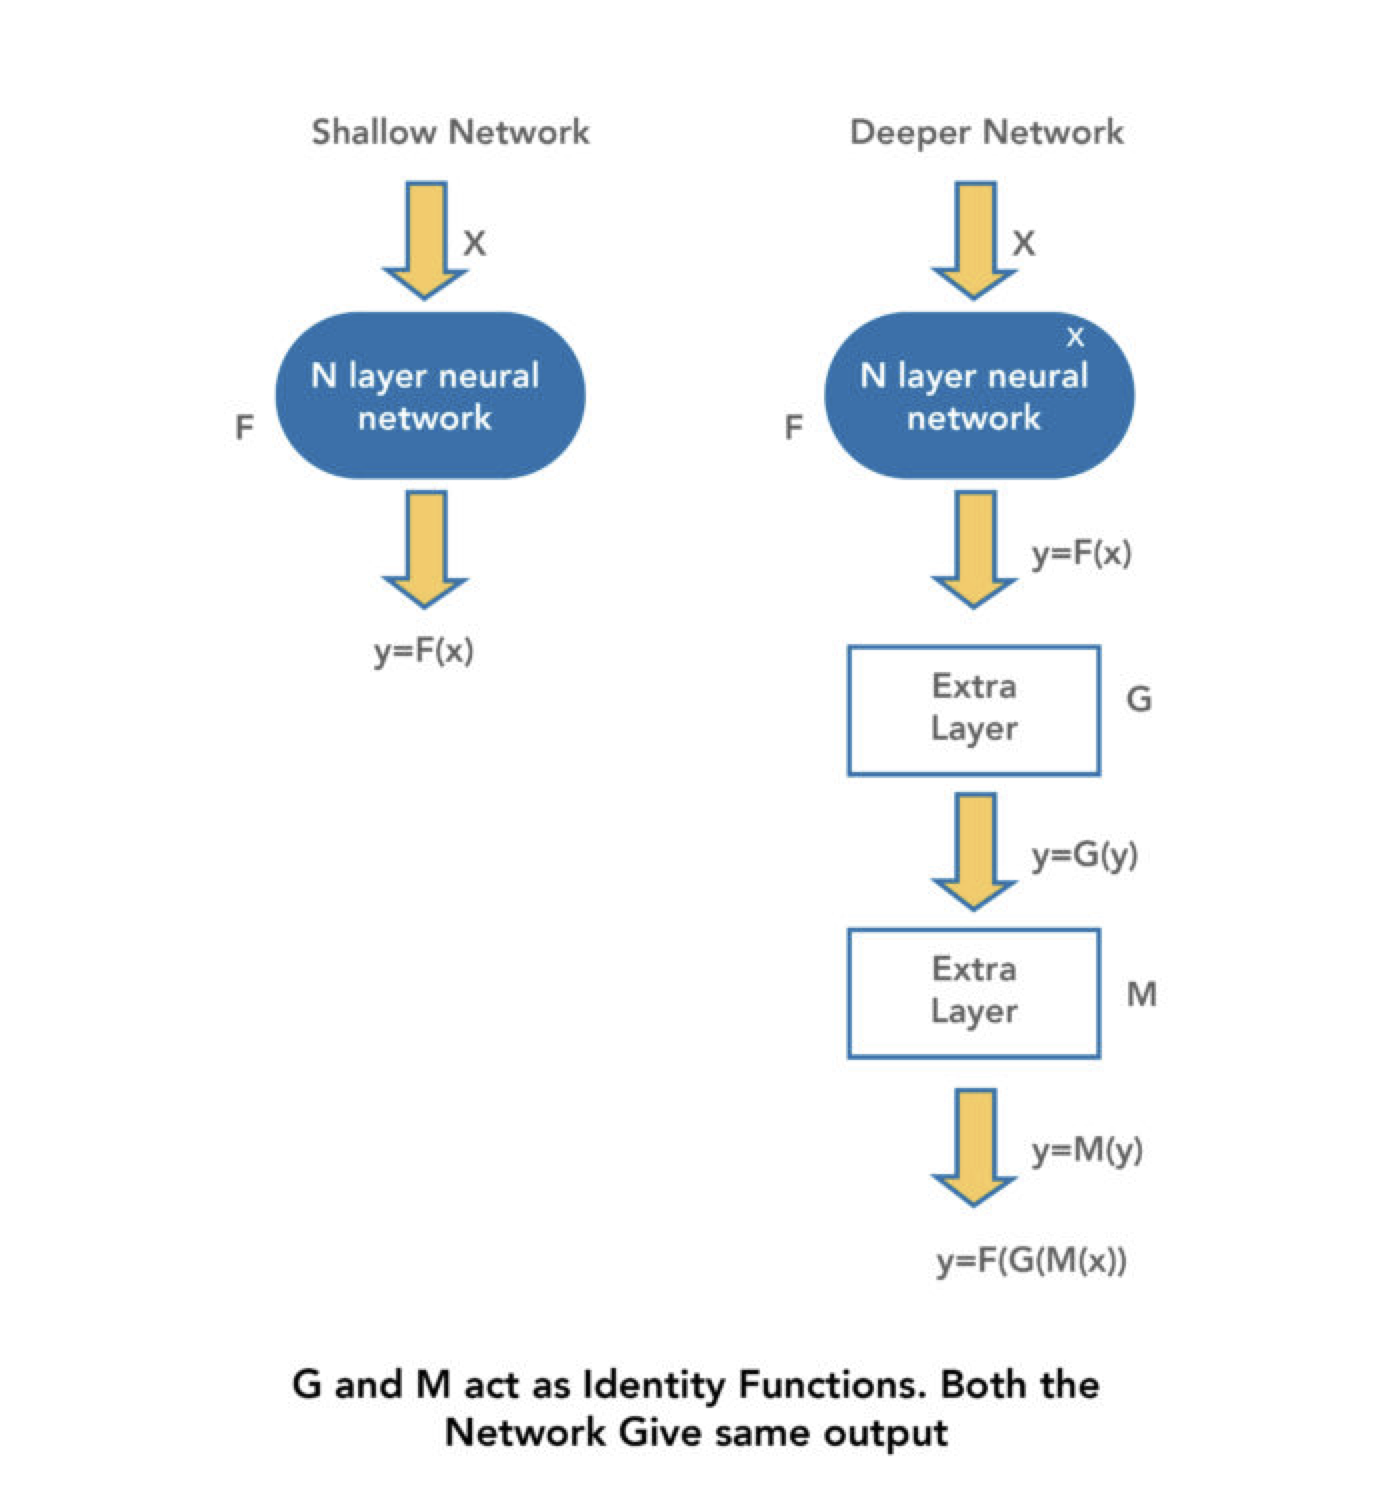 Shallow Network
X
N layer neural
network
F
y=F(x)
Deeper Network
X
x
N layer neural
network
F
y=F(x)
Extra
Layer
G
y=G(y)
Extra
Layer
M
y=M(y)
y=F(G(M(x))
G and M act as Identity Functions. Both the
Network Give same output